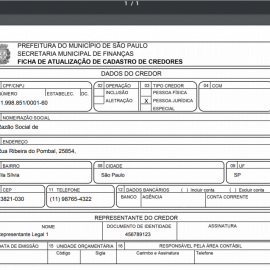 1 / 1
PREFEITURA DO MUNICÍPIO DE SÃO PAULO
SECRETARIA MUNICIPAL DE FINANÇAS
FICHA DE ATUALIZAÇÃO DE CADASTRO DE CREDORES
DADOS DO CREDOR
CPF/CNPJ 02 OPERAÇÃO 03 TIPO CREDOR 04 CCM
NÚMERO ESTABELEC. DC. INCLUSÃO PESSOA FÍSICA
1.998.851/0001-60 ALETRAÇÃO X PESSOA JURÍDICA
ESPECIAL
NOME/RAZÃO SOCIAL
Razão Social de
ENDEREÇO
Rua Ribeira do Pombal, 25854,
BAIRRO 08 CIDADE 09 UF
Vila Sílvia São Paulo SP
CEP 11 TELEFONE 12 DADOS BANCÁRIOS ( ) Incluir conta ( ) Excluir conta
3821-030 (11) 98765-4322 BANCO AGÊNCIA CONTA CORRENTE
REPRESENTANTE DO CREDOR
NOME DOCUMENTO DE IDENTIDADE ASSINATURA
Representante Legal 1 456789123
DATA DE EMISSÃO 15 UNIDADE ORÇAMENTÁRIA 16 RESPONSÁVEL PELA ÁREA CONTÁBIL
Código Sigla Carimbo e Assinatura Telefone